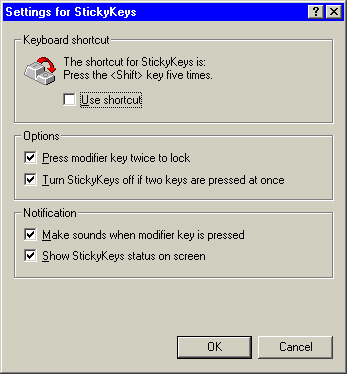 Settings for StickyKeys
Keyboard shortcut
The shortcut for StickyKeys is:
Press the <Shift> key five times.
Use shortcut
Options
Press modifier key twice to lock
Turn StickyKeys off if two keys are pressed at once
Notification
Make sounds when modifier key is pressed
Show StickyKeys status on screen
OK Cancel